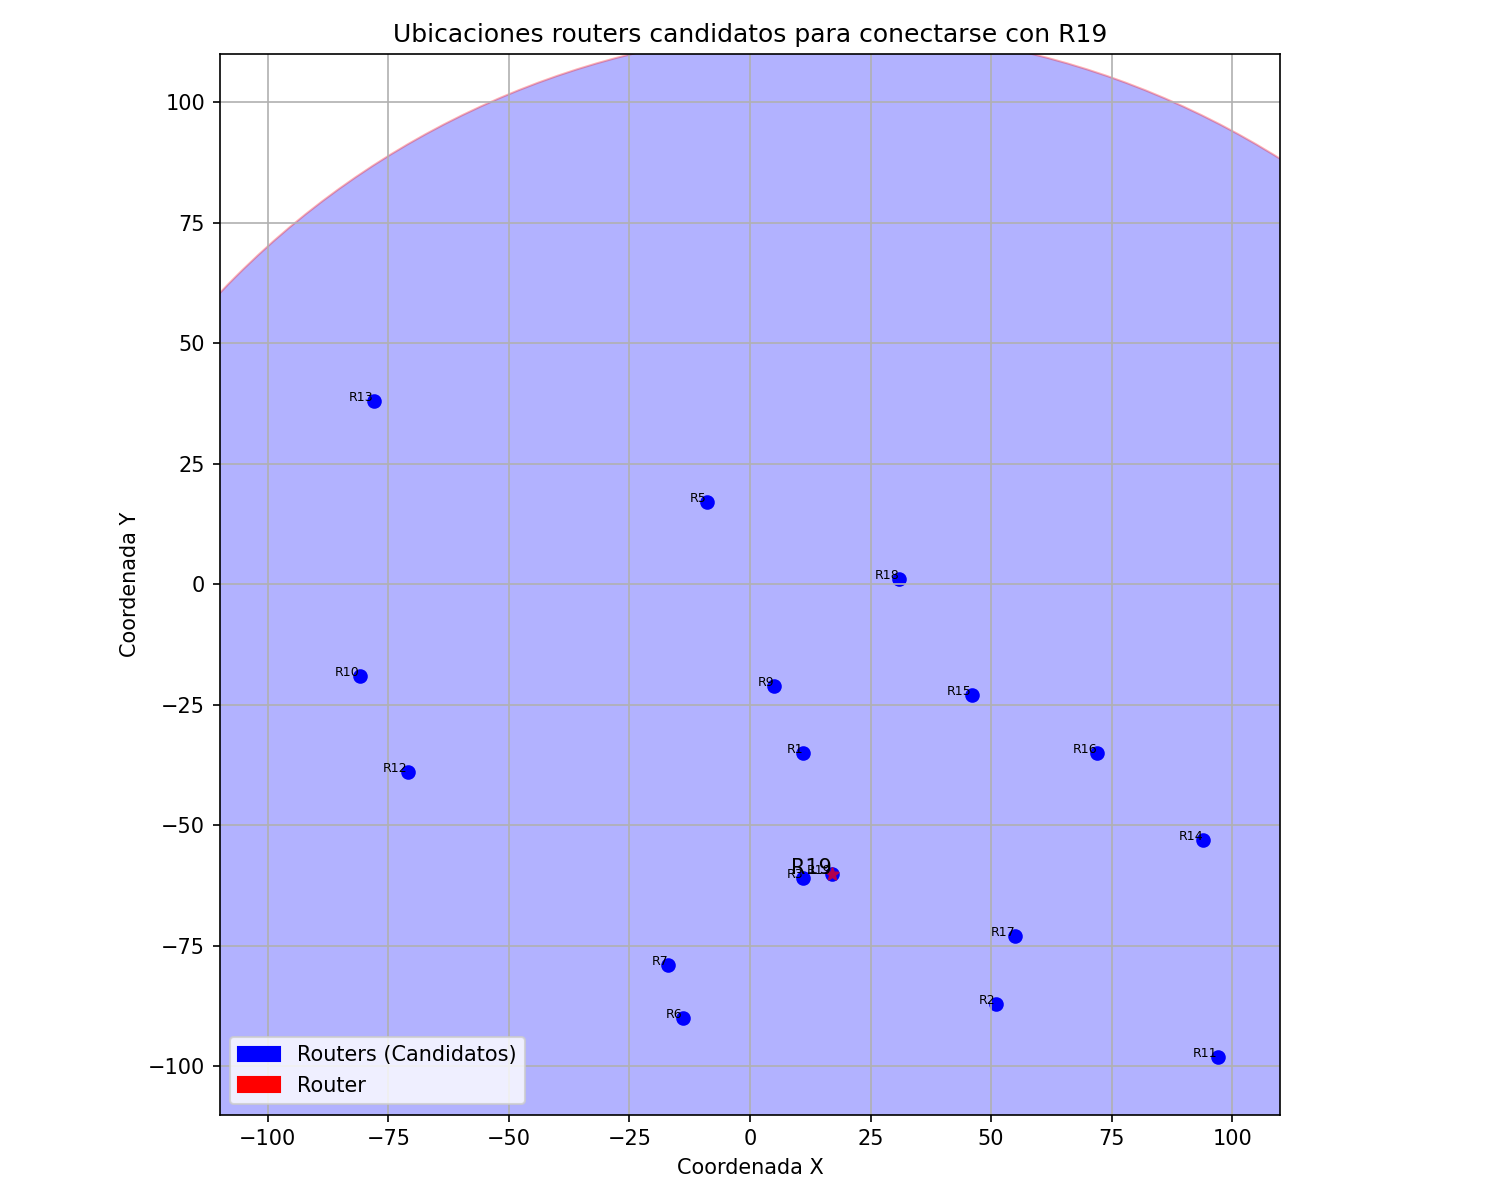 Ubicaciones routers candidatos para conectarse con R19
100
75
50
25
0
−25
−50
−75
−100
Coordenada Y
R13
R5
R18
R10
R9
R15
R1
R16
R12
R14
R19
R17
R7
R2
R6
R11
Routers (Candidatos)
Router
−100
−75
−50
−25
0
25
50
75
100
Coordenada X